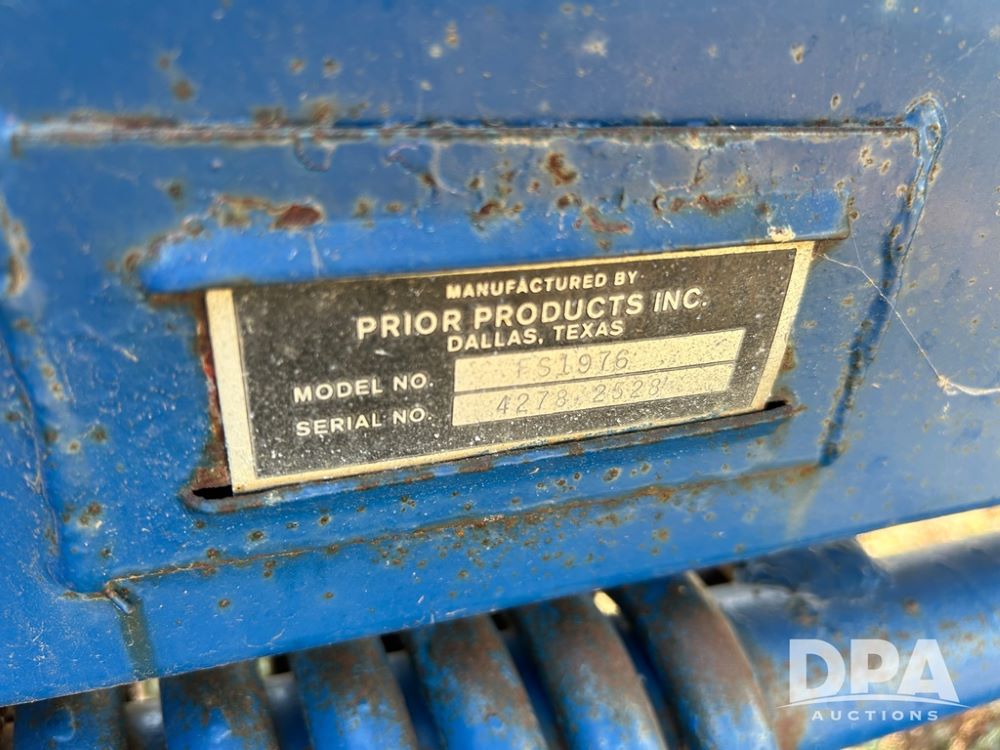 MANUFACTURED BY
PRIOR PRODUCTS INC.
DALLAS, TEXAS
MODEL NO. FS1976
SERIAL NO. 4278, 2528
DPA
AUCTIONS